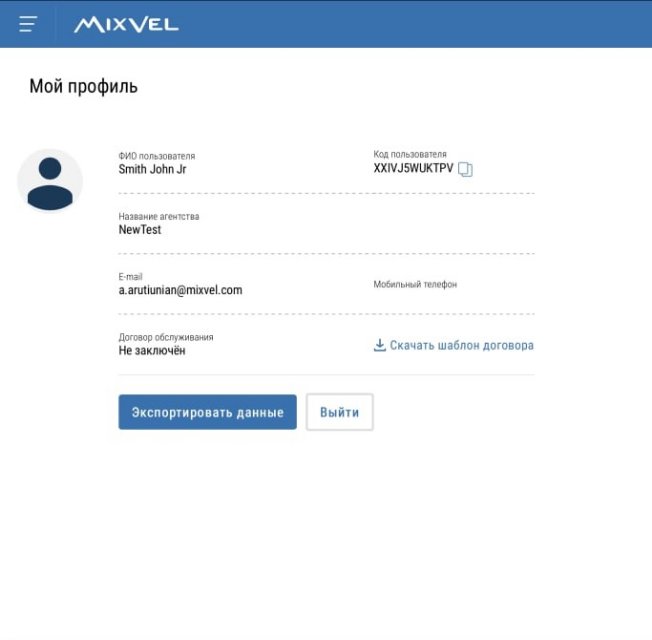 MIXVEL
Мой профиль
ФИО пользователя
Smith John Jr
Код пользователя
XXIVJ5WUKTPV
Название агентства
NewTest
E-mail
a.arutiunian@mixvel.com
Мобильный телефон
Договор обслуживания
Не заключён
Скачать шаблон договора
Экспортировать данные
Выйти